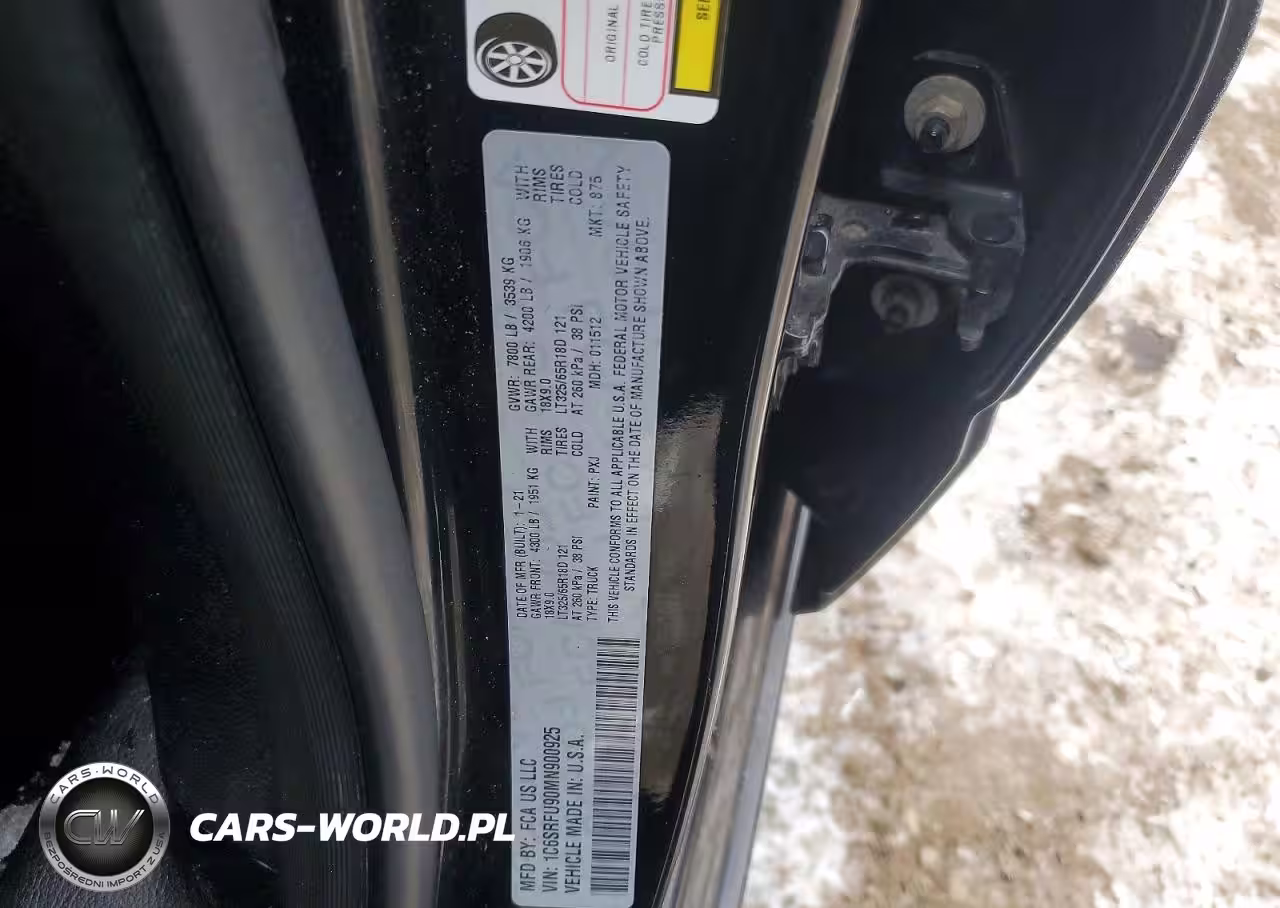 ORIGINAL
COLD TIRE
PRESS
SEE
MFD BY: FCA US LLC
DATE OF MFR (BUILT): 1-21
GVWR: 7800 LB / 3539 KG
GAWR FRONT: 4300 LB / 1951 KG WITH
GAWR REAR: 4200 LB / 1906 KG WITH
18X9.0 RIMS
18X9.0 RIMS
LT325/65R18D 121 TIRES
LT325/65R18D 121 TIRES
AT 260 kPa / 38 PSI COLD
AT 260 kPa / 38 PSI COLD
TYPE: TRUCK PAINT: PXJ MDH: 011512 MKT: 875
THIS VEHICLE CONFORMS TO ALL APPLICABLE U.S.A. FEDERAL MOTOR VEHICLE SAFETY
STANDARDS IN EFFECT ON THE DATE OF MANUFACTURE SHOWN ABOVE.
VIN: 1C6SRFU90MN900925
VEHICLE MADE IN: U.S.A.
CARS-WORLD
CW
BEZPOŚREDNI IMPORT Z USA
CARS-WORLD.PL